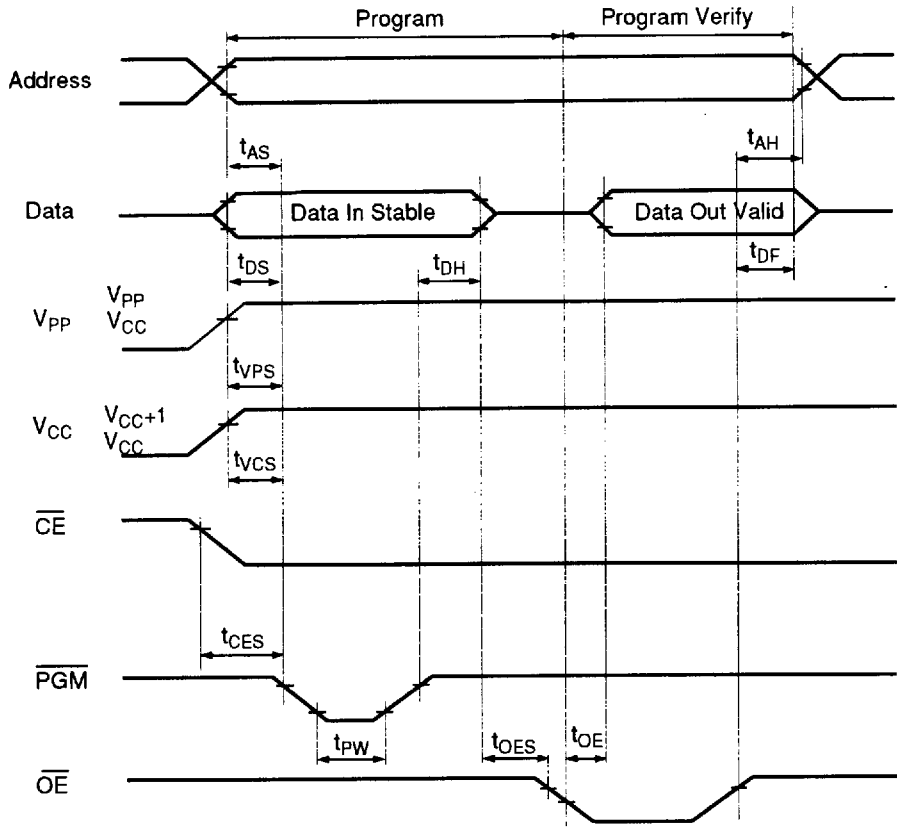 Program Program Verify
Address
tAS tAH
Data Data In Stable Data Out Valid
tDS tDH tDF
VPP VPP
VCC
tVPS
VCC VCC+1
VCC
tVCS
CE
tCES
PGM
tPW tOES tOE
OE